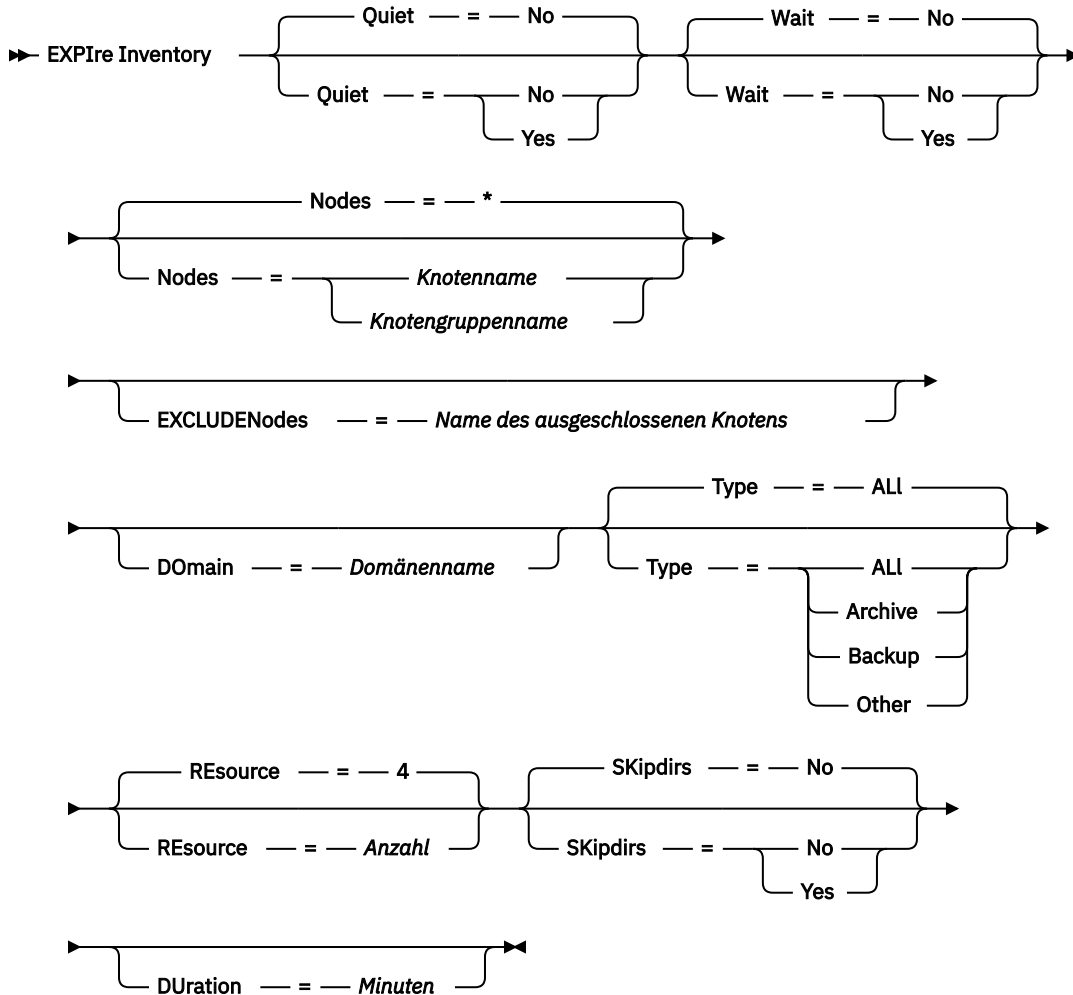 Quiet = No Wait = No
EXPIre Inventory
Quiet = No Wait = No
Yes Yes
Nodes = *
Nodes = Knotenname
Knotengruppenname
EXCLUDENodes = Name des ausgeschlossenen Knotens
Type = ALl
DOmain = Domänenname Type = ALl
Archive
Backup
Other
REsource = 4 SKipdirs = No
REsource = Anzahl SKipdirs = No
Yes
DUration = Minuten